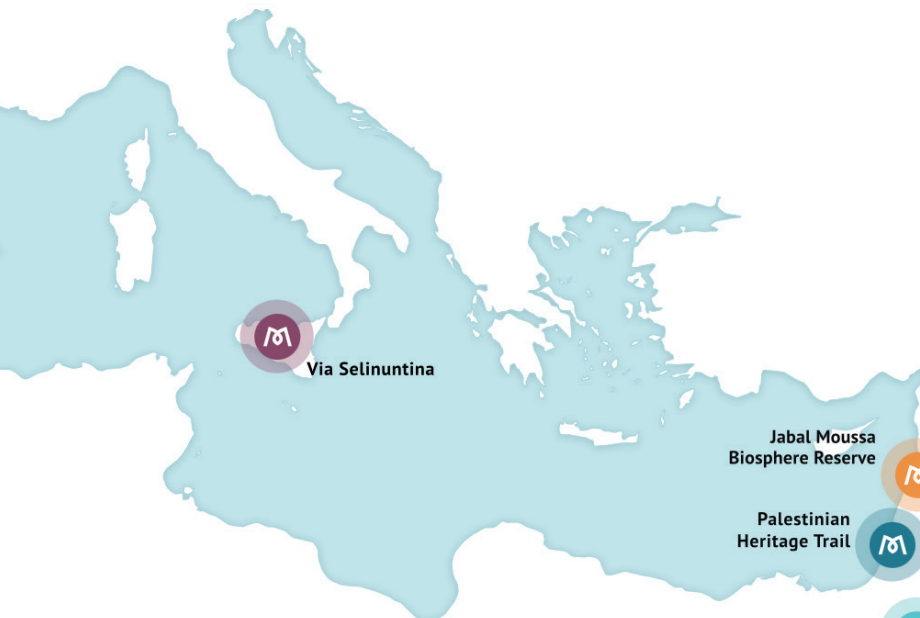 Via Selinuntina
Jabal Moussa
Biosphere Reserve
Palestinian
Heritage Trail